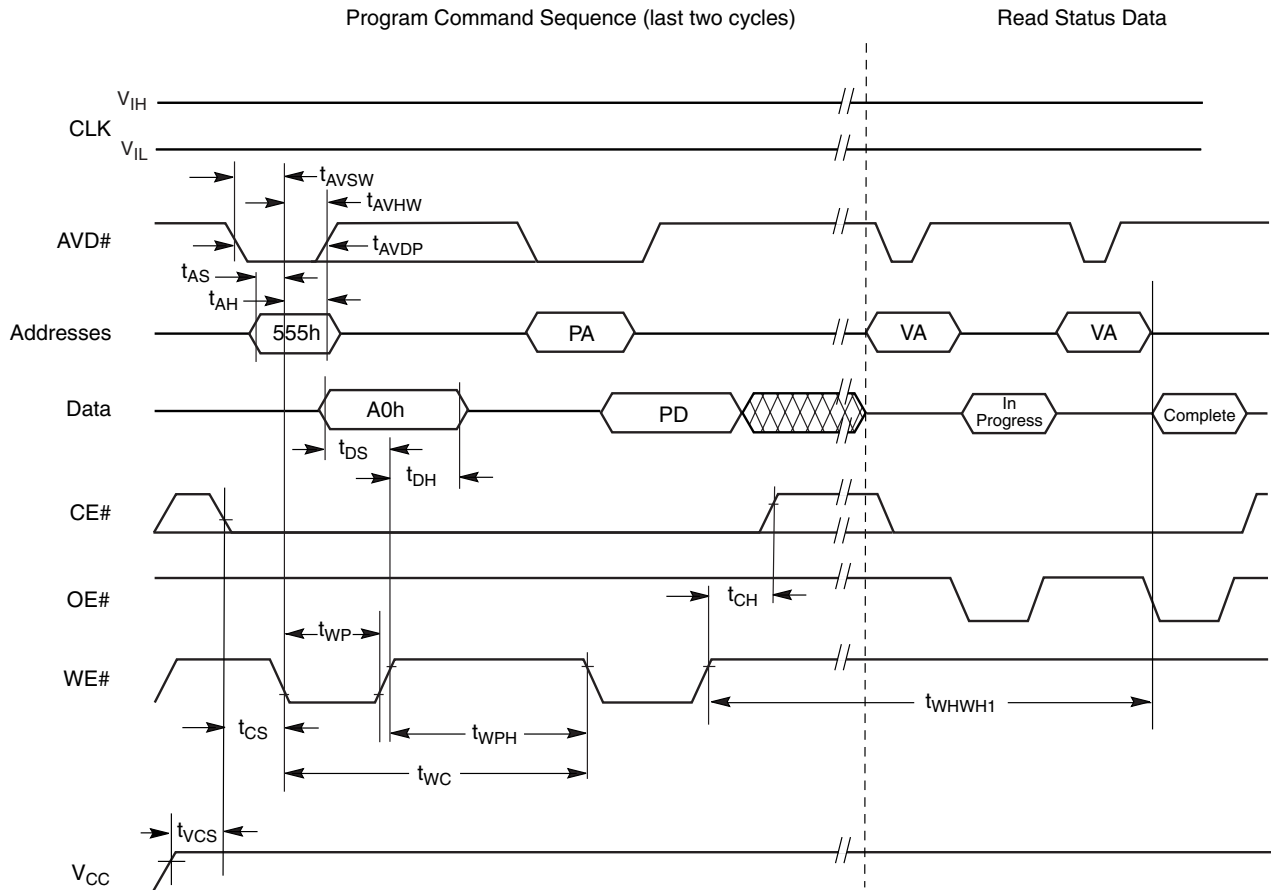 Program Command Sequence (last two cycles) Read Status Data
VIH
CLK
VIL
tAVSW
tAVHW
AVD#
tAVDP
tAS
tAH
Addresses 555h PA VA VA
Data A0h PD In Progress Complete
tDS
tDH
CE#
OE#
tCH
tWP
WE#
tWHWH1
tCS
tWPH
tWC
tVCS
VCC